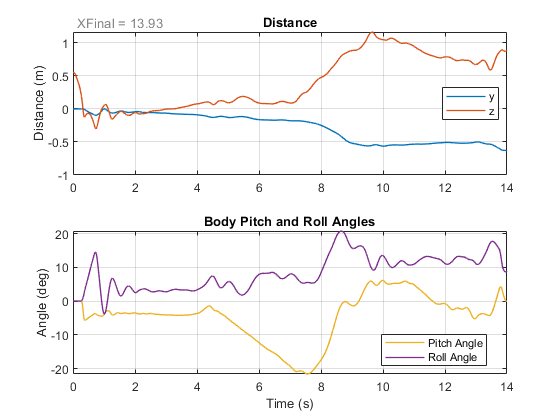 XFinal = 13.93
Distance
Distance (m)
1
0.5
0
-0.5
-1
y
z
0 2 4 6 8 10 12 14
Body Pitch and Roll Angles
Angle (deg)
20
10
0
-10
-20
Pitch Angle
Roll Angle
0 2 4 6 8 10 12 14
Time (s)